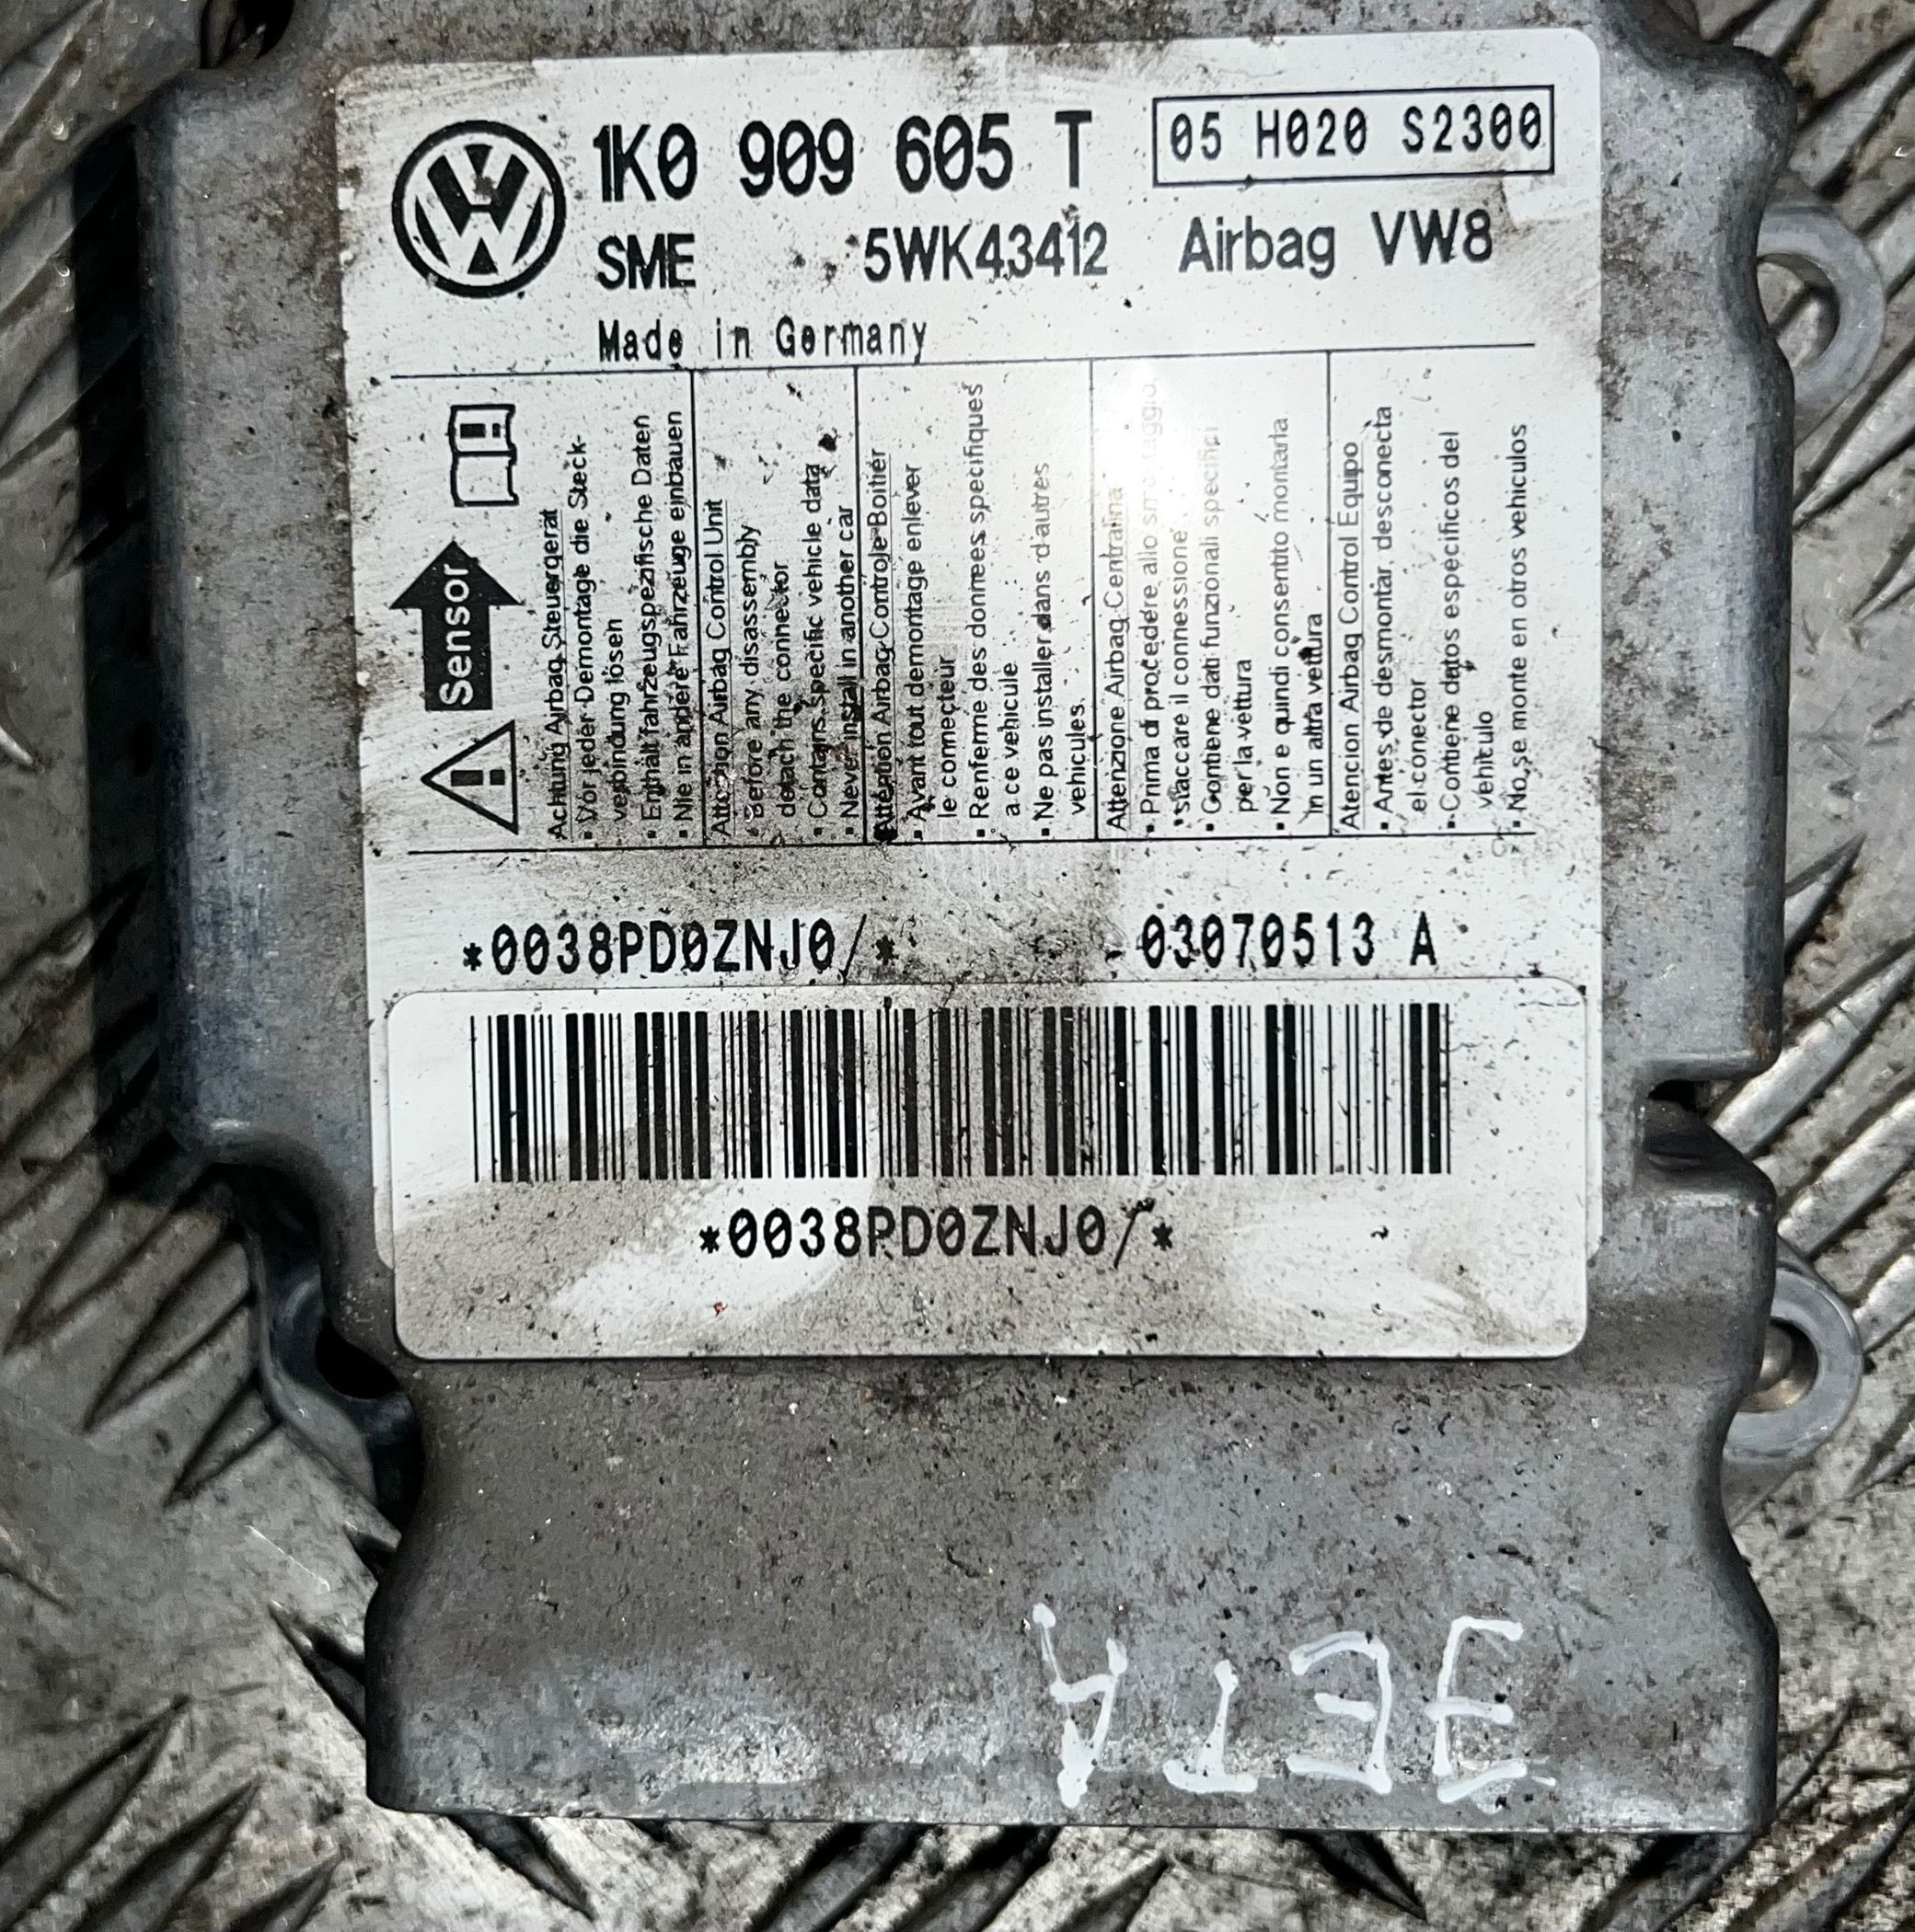 1K0 909 605 T
05 H020 S2300
SME 5WK43412 Airbag VW8
Made in Germany
Sensor
Achtung Airbag Steuergerät
▪ Vor jeder Demontage die Steck-
verbindung lösen
▪ Enthält fahrzeugspezifische Daten
▪ Nie in andere Fahrzeuge einbauen
Attention Airbag Control Unit
▪ Before any disassembly
detach the connector
▪ Contains specific vehicle data
▪ Never install in another car
Attention Airbag Controle Boitier
▪ Avant tout demontage enlever
le connecteur
▪ Renferme des donnees specifiques
a ce vehicule
▪ Ne pas installer dans d'autres
vehicules.
Attenzione Airbag Centralina
▪ Prima di procedere allo
staccare il connessione
▪ Contiene dati funzionali specifici
per la vettura
▪ Non e quindi consentito montarla
in un altra vettura
Atencion Airbag Control Equipo
▪ Antes de desmontar, desconecta
el conector
▪ Contiene datos especificos del
vehiculo
▪ No se monte en otros vehiculos
*0038PD0ZNJ0/* 03070513 A
*0038PD0ZNJ0/*
JETA